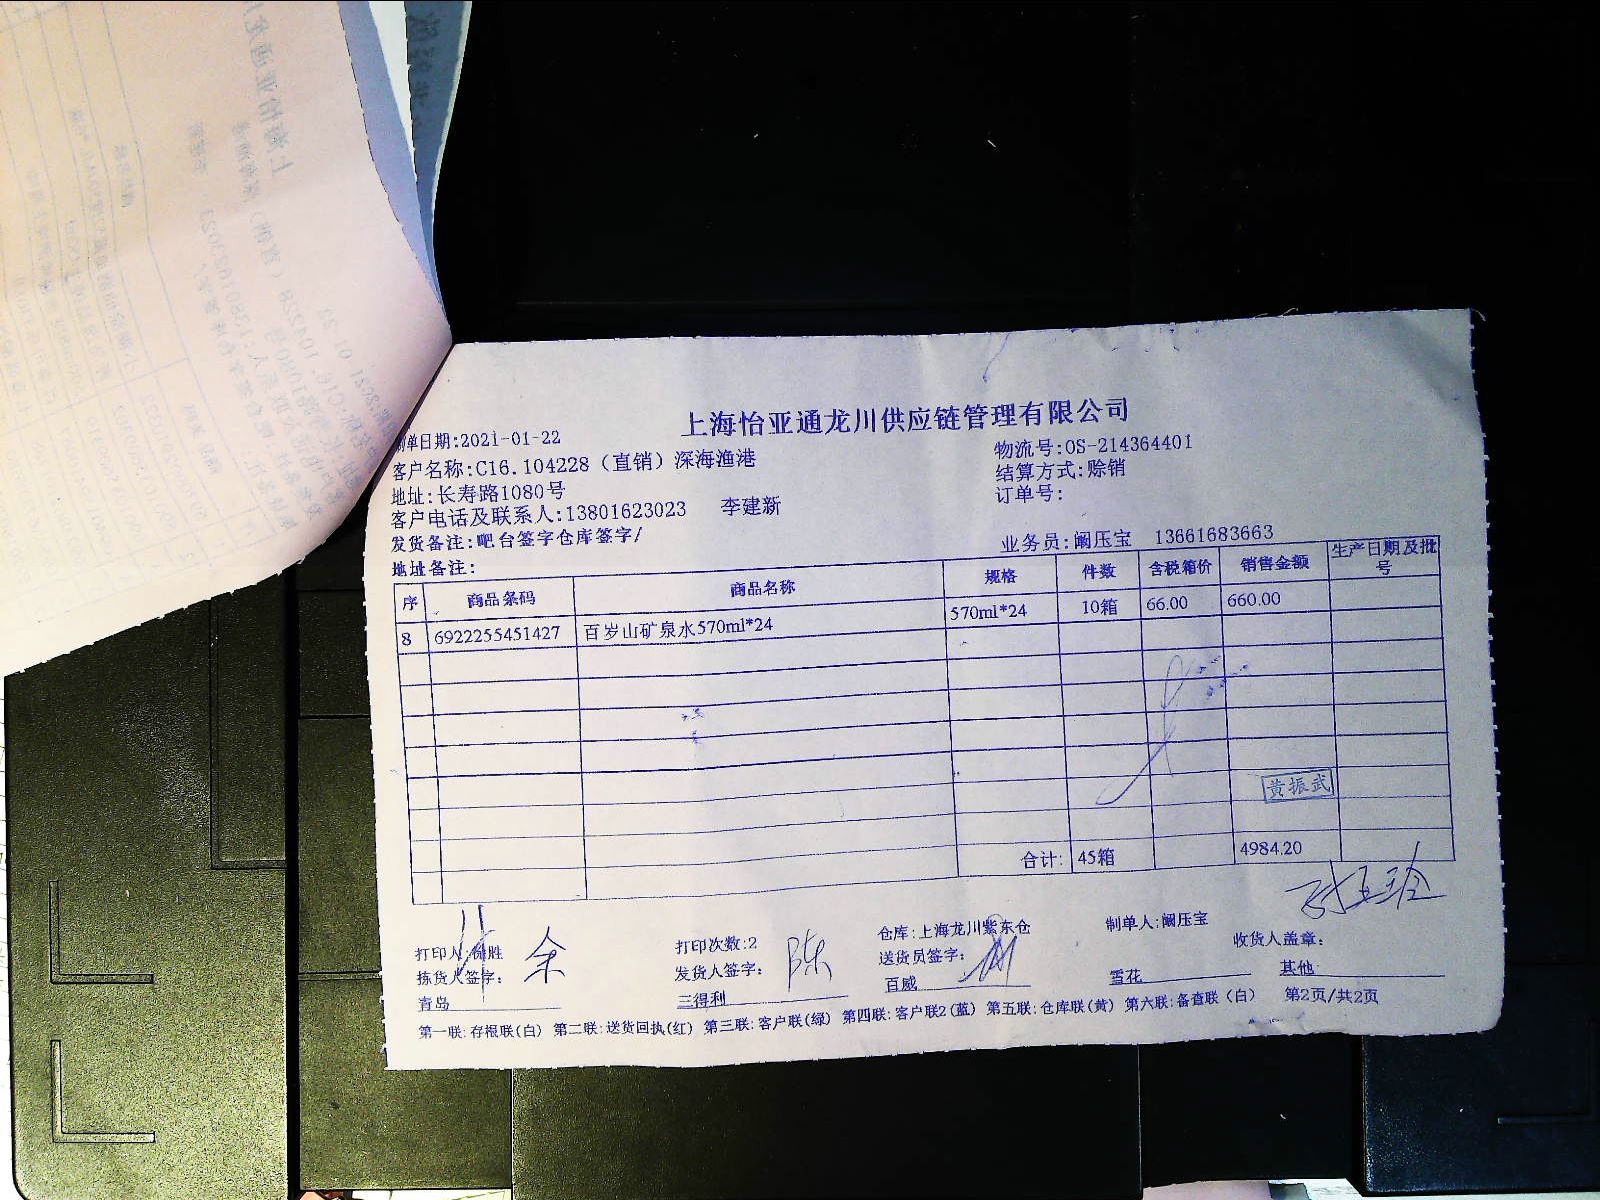 上海怡亚通龙川供应链管理有限公司
制单日期:2021-01-22
物流号:OS-214364401
客户名称:C16.104228（直销）深海渔港
结算方式:赊销
地址:长寿路1080号
订单号:
客户电话及联系人:13801623023 李建新
发货备注:吧台签字仓库签字/
业务员:阚压宝 13661683663
地址备注:
序 商品条码 商品名称 规格 件数 含税箱价 销售金额 生产日期及批号
8 6922255451427 百岁山矿泉水570ml*24 570ml*24 10箱 66.00 660.00
黄振武
合计: 45箱 4984.20
打印人: 胜 打印次数:2 仓库:上海龙川紫东仓 制单人:阚压宝
拣货人签字: 余 发货人签字: 陈 送货员签字: 收货人盖章:
青岛 三得利 百威 雪花 其他
第一联:存根联(白) 第二联:送货回执(红) 第三联:客户联(绿) 第四联:客户联2(蓝) 第五联:仓库联(黄) 第六联:备查联(白) 第2页/共2页